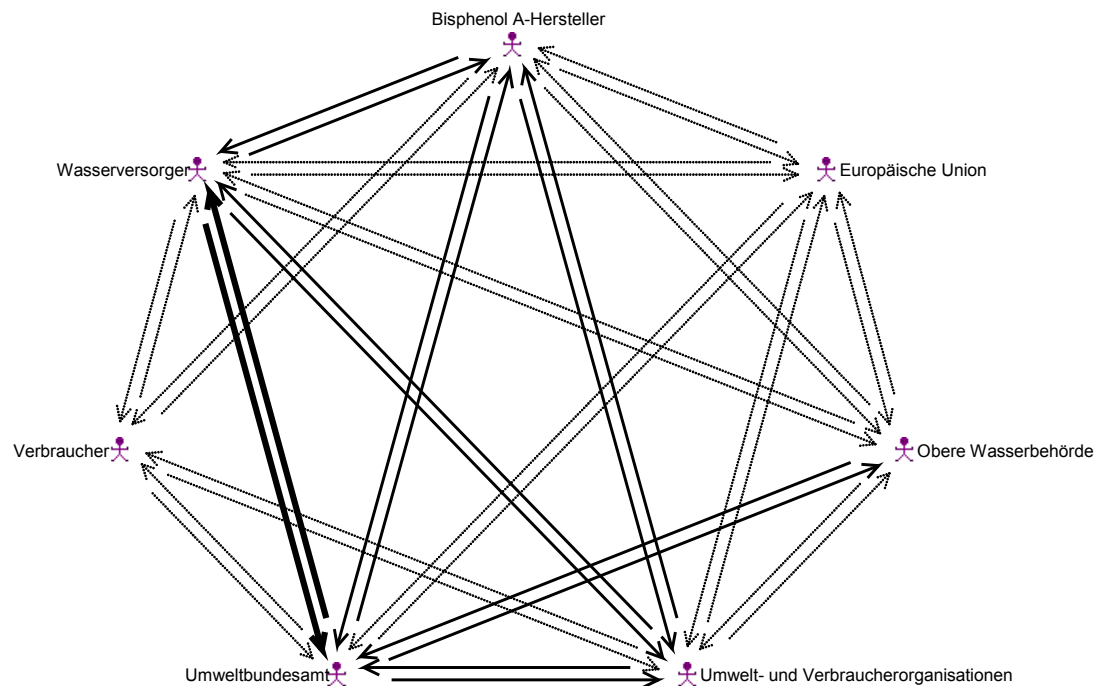 Bisphenol A-Hersteller
Wasserversorger
Europäische Union
Verbraucher
Obere Wasserbehörde
Umweltbundesamt
Umwelt- und Verbraucherorganisationen